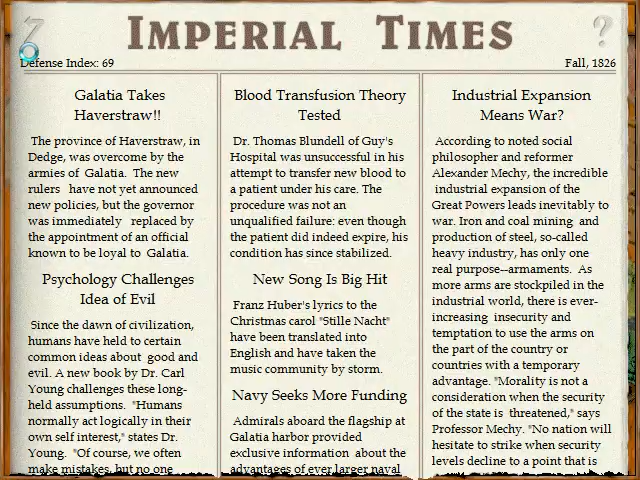 IMPERIAL TIMES
?
Defense Index: 69
Fall, 1826
Galatia Takes
Haverstraw!!
The province of Haverstraw, in
Dedge, was overcome by the
armies of Galatia. The new
rulers have not yet announced
new policies, but the governor
was immediately replaced by
the appointment of an official
known to be loyal to Galatia.
Psychology Challenges
Idea of Evil
Since the dawn of civilization,
humans have held to certain
common ideas about good and
evil. A new book by Dr. Carl
Young challenges these long-
held assumptions. "Humans
normally act logically in their
own self interest," states Dr.
Young. "Of course, we often
make mistakes, but no one
Blood Transfusion Theory
Tested
Dr. Thomas Blundell of Guy's
Hospital was unsuccessful in his
attempt to transfer new blood to
a patient under his care. The
procedure was not an
unqualified failure: even though
the patient did indeed expire, his
condition has since stabilized.
New Song Is Big Hit
Franz Huber's lyrics to the
Christmas carol "Stille Nacht"
have been translated into
English and have taken the
music community by storm.
Navy Seeks More Funding
Admirals aboard the flagship at
Galatia harbor provided
exclusive information about the
advantages of ever larger naval
Industrial Expansion
Means War?
According to noted social
philosopher and reformer
Alexander Mechy, the incredible
industrial expansion of the
Great Powers leads inevitably to
war. Iron and coal mining and
production of steel, so-called
heavy industry, has only one
real purpose--armaments. As
more arms are stockpiled in the
industrial world, there is ever-
increasing insecurity and
temptation to use the arms on
the part of the country or
countries with a temporary
advantage. "Morality is not a
consideration when the security
of the state is threatened," says
Professor Mechy. "No nation will
hesitate to strike when security
levels decline to a point that is